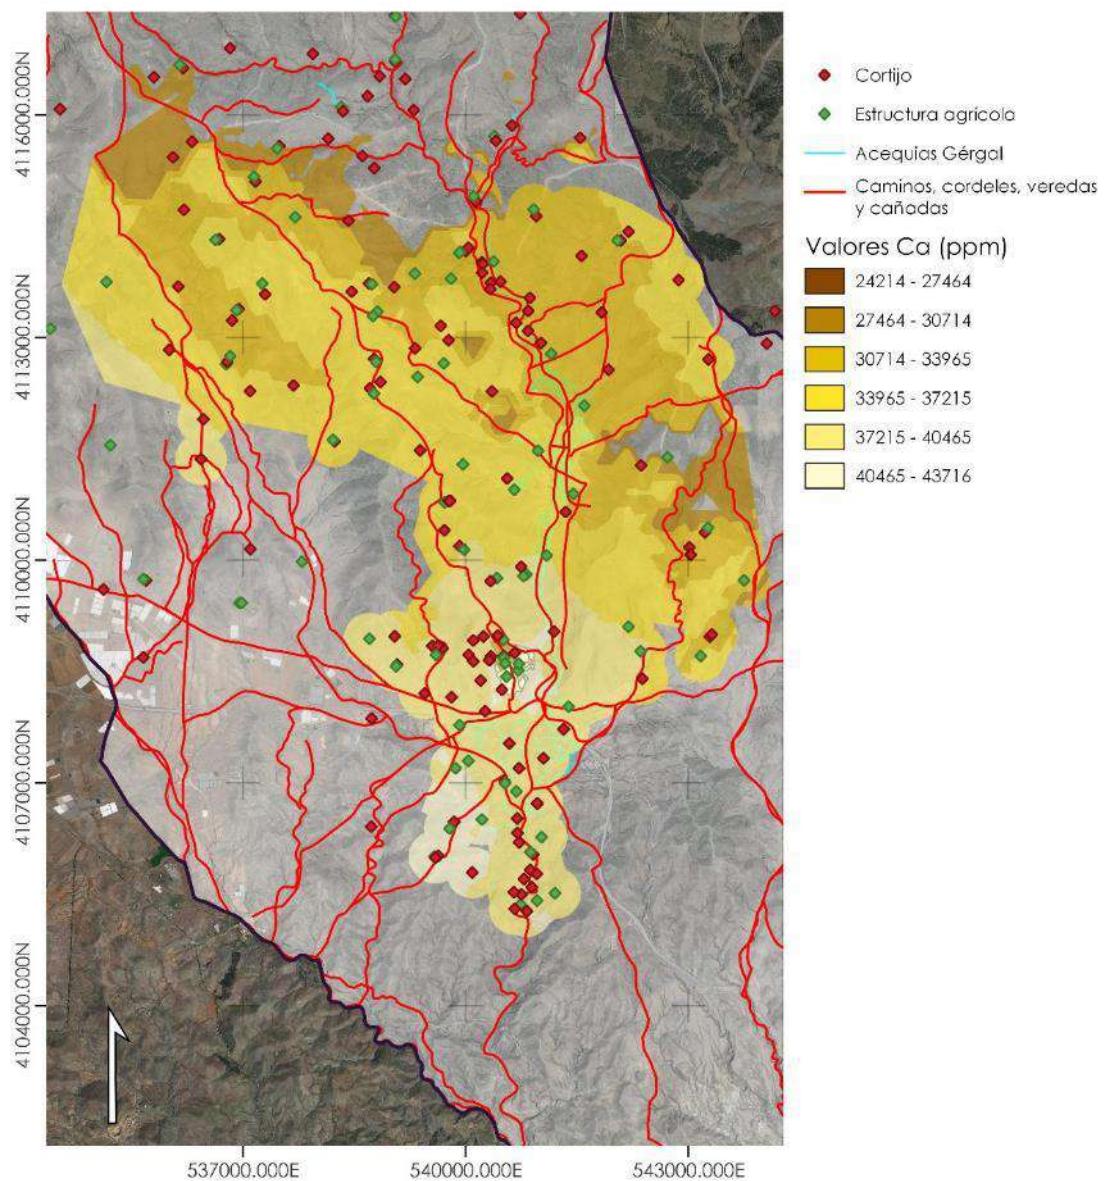 4116000.000N
4113000.000N
4110000.000N
4107000.000N
4104000.000N
537000.000E
540000.000E
543000.000E
Cortijo
Estructura agrícola
Acequias Gérgal
Caminos, cordeles, veredas
y cañadas
Valores Ca (ppm)
24214 - 27464
27464 - 30714
30714 - 33965
33965 - 37215
37215 - 40465
40465 - 43716